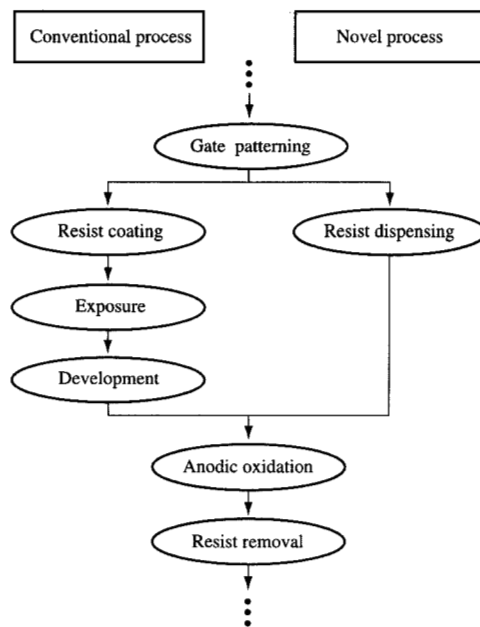 Conventional process
Novel process
Gate patterning
Resist coating
Resist dispensing
Exposure
Development
Anodic oxidation
Resist removal